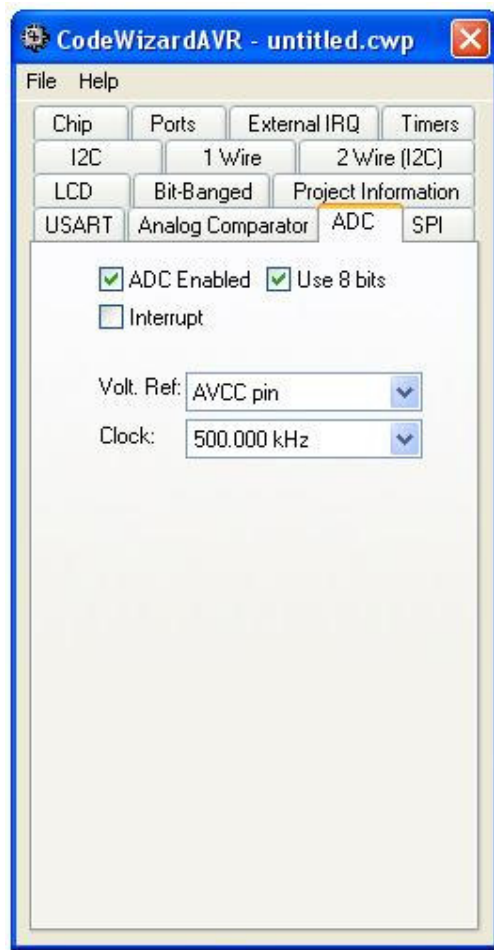 CodeWizardAVR - untitled.cwp
File Help
Chip Ports External IRQ Timers
I2C 1 Wire 2 Wire (I2C)
LCD Bit-Banged Project Information
USART Analog Comparator ADC SPI
ADC Enabled Use 8 bits
Interrupt
Volt. Ref: AVCC pin
Clock: 500.000 kHz